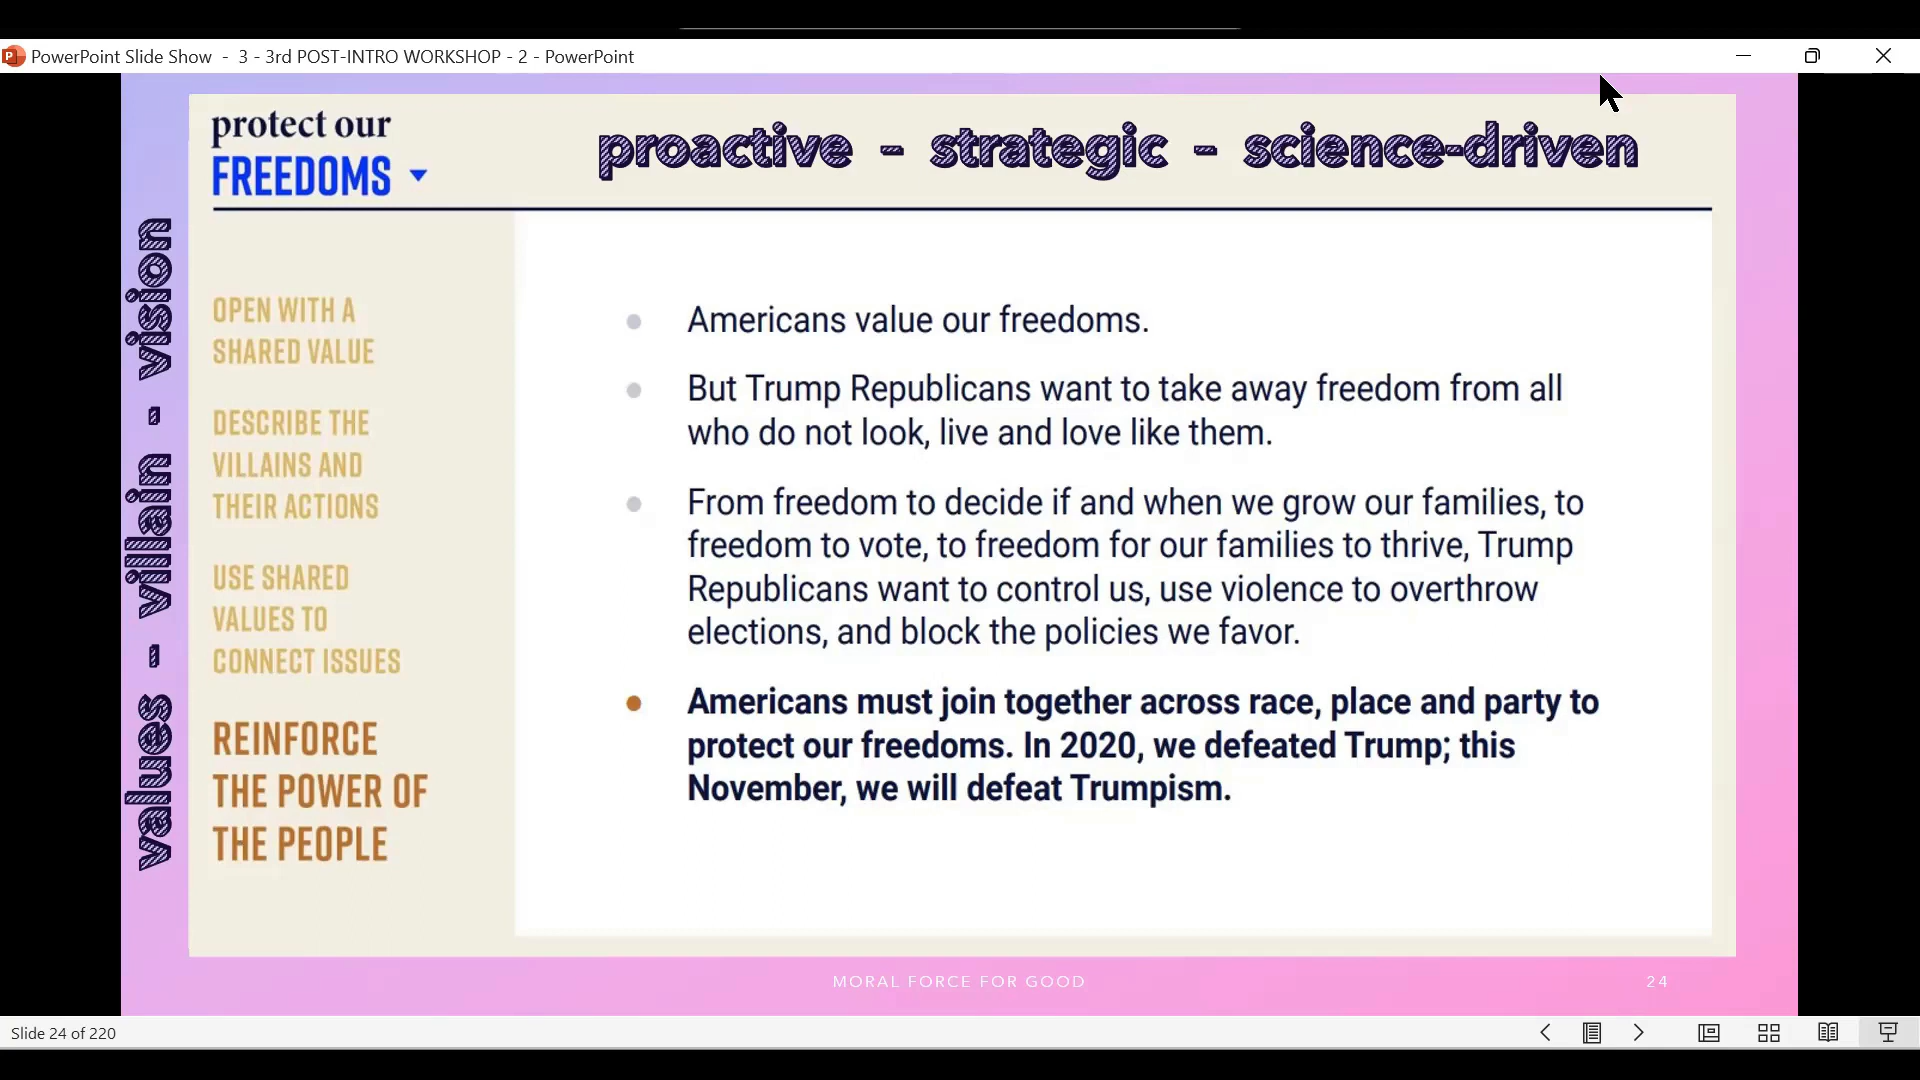 PowerPoint Slide Show - 3 - 3rd POST-INTRO WORKSHOP - 2 - PowerPoint
protect our
FREEDOMS
proactive - strategic - science-driven
values - villain - vision
OPEN WITH A
SHARED VALUE
DESCRIBE THE
VILLAINS AND
THEIR ACTIONS
USE SHARED
VALUES TO
CONNECT ISSUES
REINFORCE
THE POWER OF
THE PEOPLE
Americans value our freedoms.
But Trump Republicans want to take away freedom from all
who do not look, live and love like them.
From freedom to decide if and when we grow our families, to
freedom to vote, to freedom for our families to thrive, Trump
Republicans want to control us, use violence to overthrow
elections, and block the policies we favor.
Americans must join together across race, place and party to
protect our freedoms. In 2020, we defeated Trump; this
November, we will defeat Trumpism.
MORAL FORCE FOR GOOD
24
Slide 24 of 220